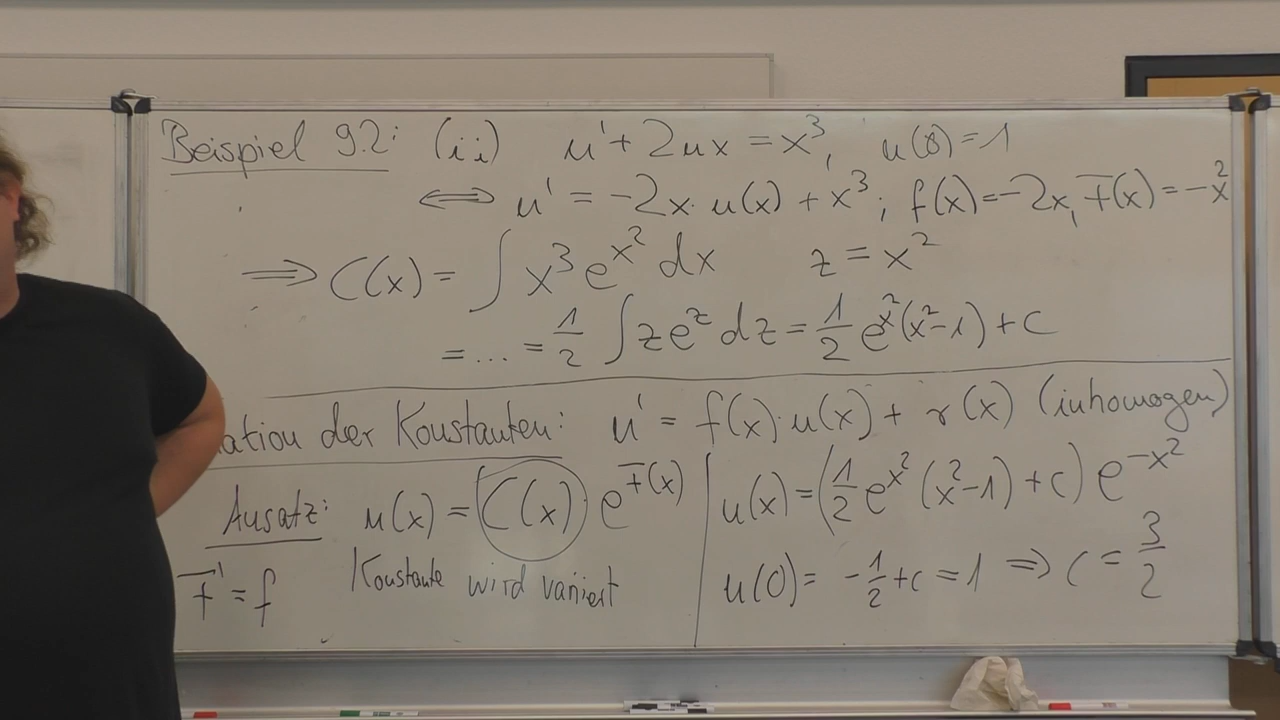 Beispiel 9.2: (ii) u' + 2ux = x³, u(0) = 1
⟺ u' = -2x · u(x) + x³ ; f(x) = -2x, F(x) = -x²
⟹ C(x) = ∫ x³ e^{x²} dx z = x²
= ... = 1/2 ∫ z e^z dz = 1/2 e^{x²} (x²-1) + c
ation der Konstanten: u' = f(x) · u(x) + r(x) (inhomogen)
Ansatz: u(x) = C(x) e^{F(x)}
F' = f Konstante wird variiert
u(x) = (1/2 e^{x²} (x²-1) + c) e^{-x²}
u(0) = -1/2 + c = 1 ⟹ c = 3/2